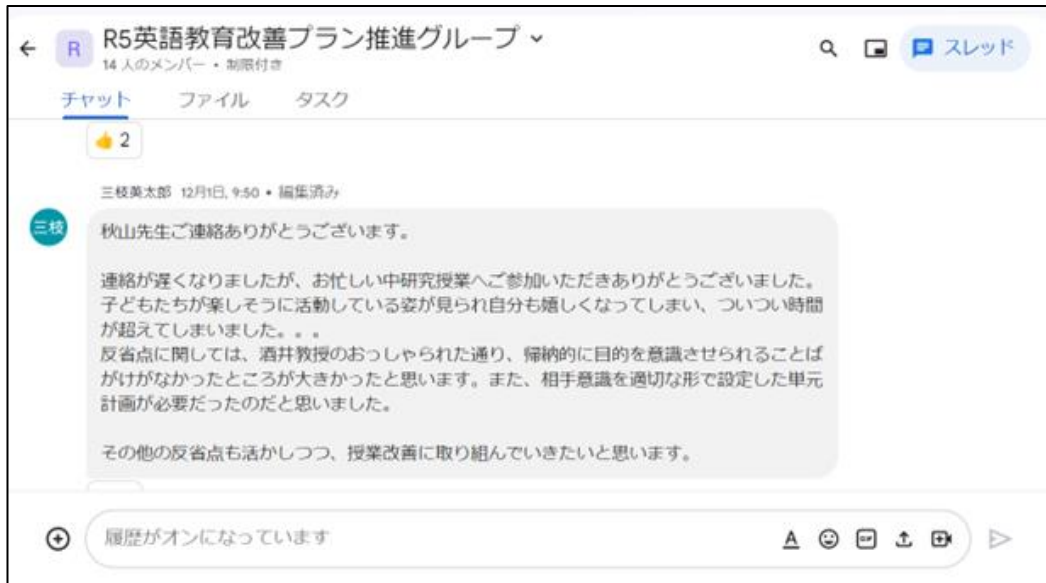 R
R5英語教育改善プラン推進グループ
14 人のメンバー • 制限付き
スレッド
チャット ファイル タスク
👍 2
三枝英太郎 12月1日, 9:50 • 編集済み
三枝
秋山先生ご連絡ありがとうございます。
連絡が遅くなりましたが、お忙しい中研究授業へご参加いただきありがとうございました。
子どもたちが楽しそうに活動している姿が見られ自分も嬉しくなってしまい、ついつい時間
が超えてしまいました。。。
反省点に関しては、酒井教授のおっしゃられた通り、帰納的に目的を意識させられることば
がけがなかったところが大きかったと思います。また、相手意識を適切な形で設定した単元
計画が必要だったのだと思いました。
その他の反省点も活かしつつ、授業改善に取り組んでいきたいと思います。
履歴がオンになっています
A
GIF